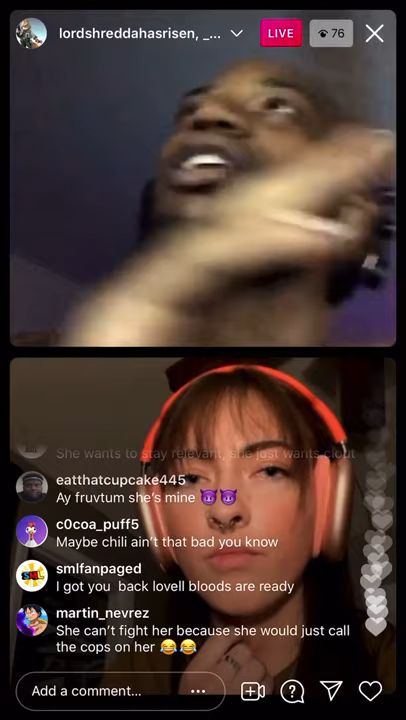 lordshreddahasrisen, _...
LIVE
76
She wants to stay relevant, she just wants clout
eatthatcupcake445
Ay fruvtum she’s mine 😈😈
c0coa_puff5
Maybe chili ain’t that bad you know
smlfanpaged
I got you  back lovell bloods are ready
martin_nevrez
She can’t fight her because she would just call
the cops on her 😂😂
Add a comment...